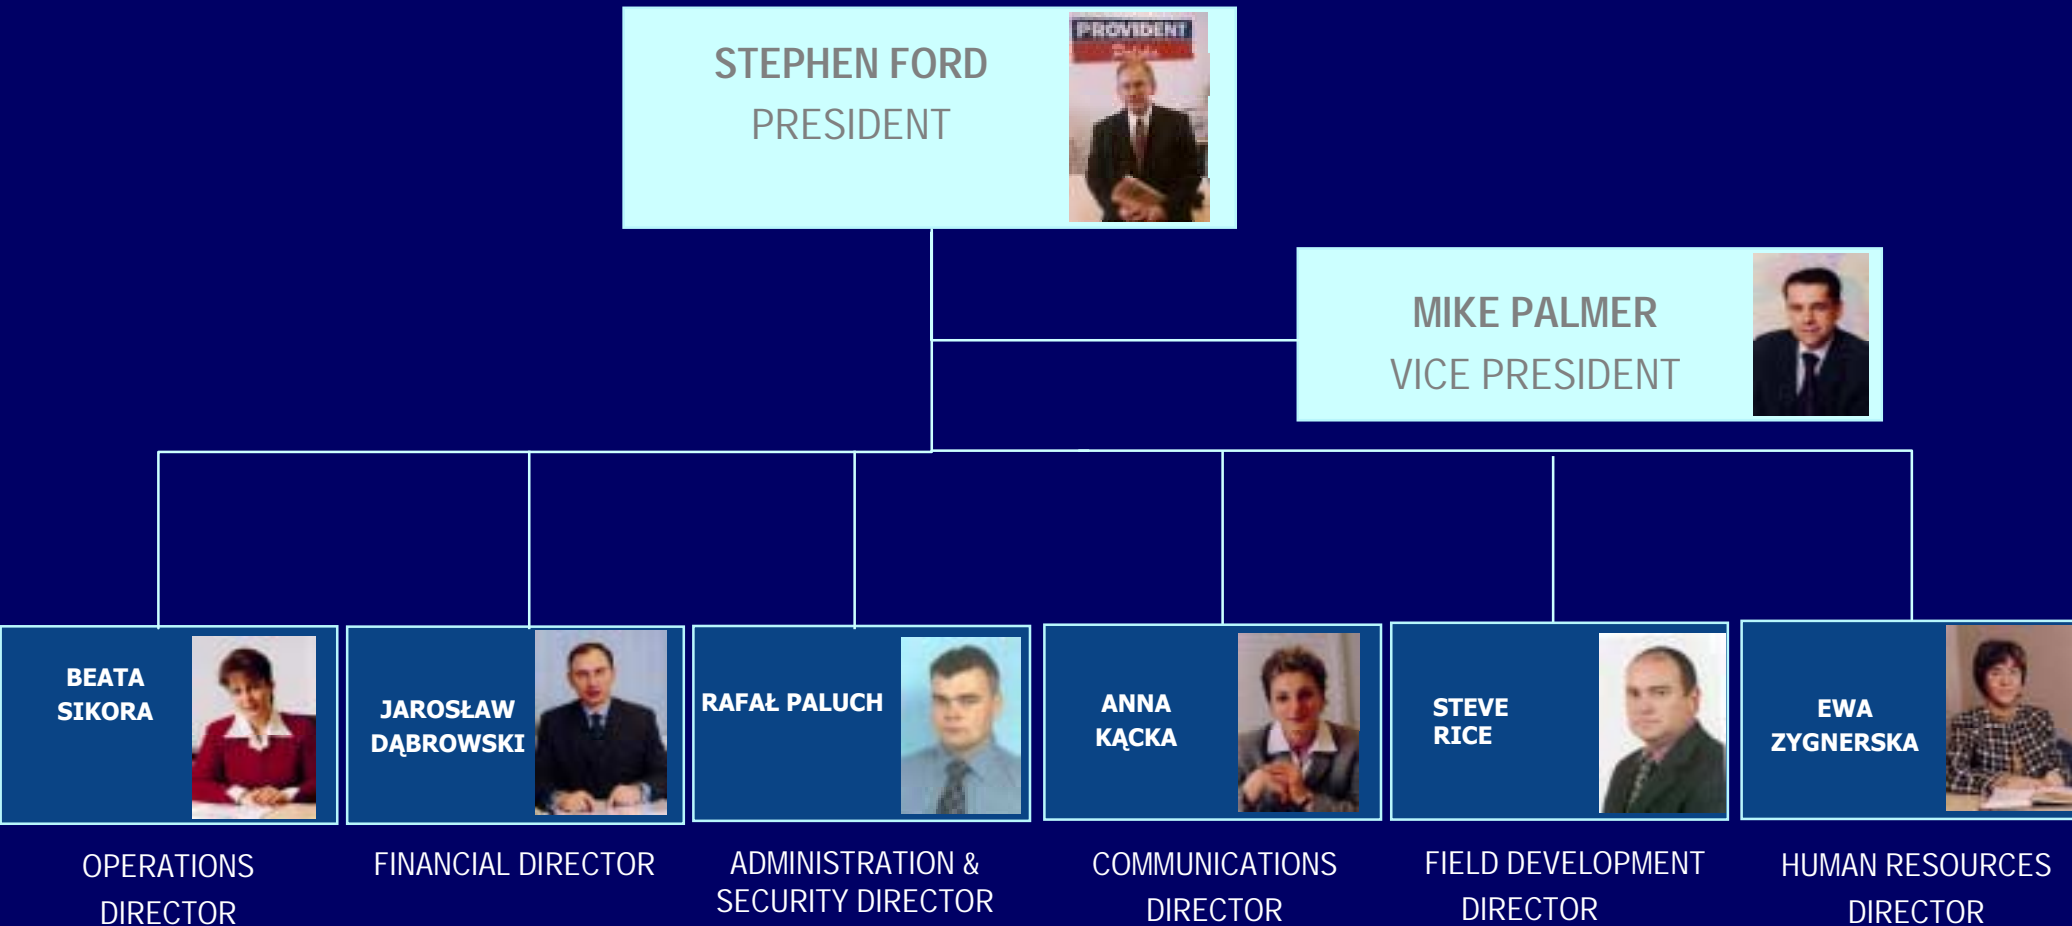 PROVIDENT
Polska
STEPHEN FORD
PRESIDENT
MIKE PALMER
VICE PRESIDENT
BEATA
SIKORA
JAROSŁAW
DĄBROWSKI
RAFAŁ PALUCH
ANNA
KĄCKA
STEVE
RICE
EWA
ZYGNERSKA
OPERATIONS
DIRECTOR
FINANCIAL DIRECTOR
ADMINISTRATION &
SECURITY DIRECTOR
COMMUNICATIONS
DIRECTOR
FIELD DEVELOPMENT
DIRECTOR
HUMAN RESOURCES
DIRECTOR